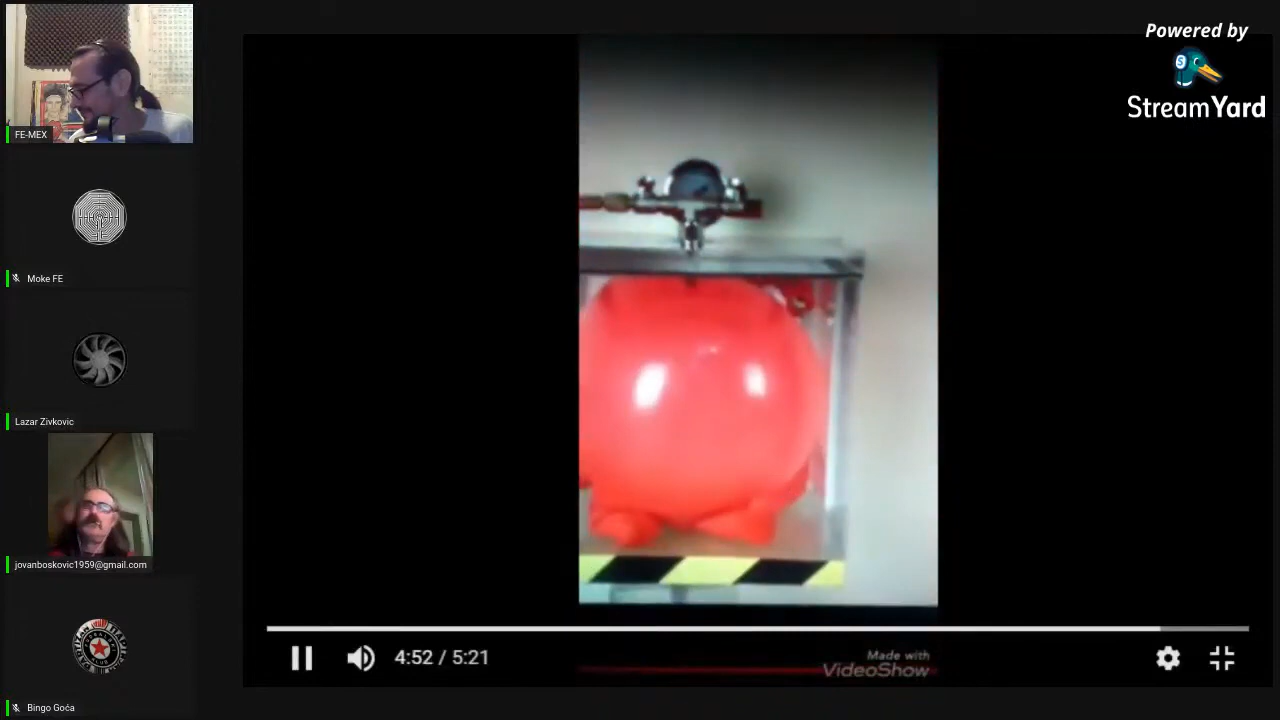 Powered by
StreamYard
FE-MEX
Moke FE
Lazar Zivkovic
jovanboskovic1959@gmail.com
Bingo Goća
4:52 / 5:21
Made with
VideoShow